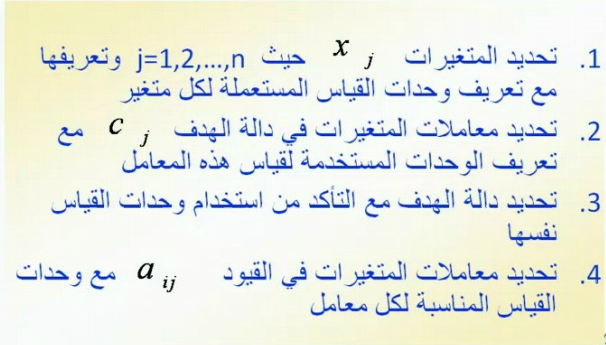 1. تحديد المتغيرات x j حيث j=1,2,...,n وتعريفها
مع تعريف وحدات القياس المستعملة لكل متغير
2. تحديد معاملات المتغيرات في دالة الهدف c j مع
تعريف الوحدات المستخدمة لقياس هذه المعامل
3. تحديد دالة الهدف مع التأكد من استخدام وحدات القياس
نفسها
4. تحديد معاملات المتغيرات في القيود a ij مع وحدات
القياس المناسبة لكل معامل